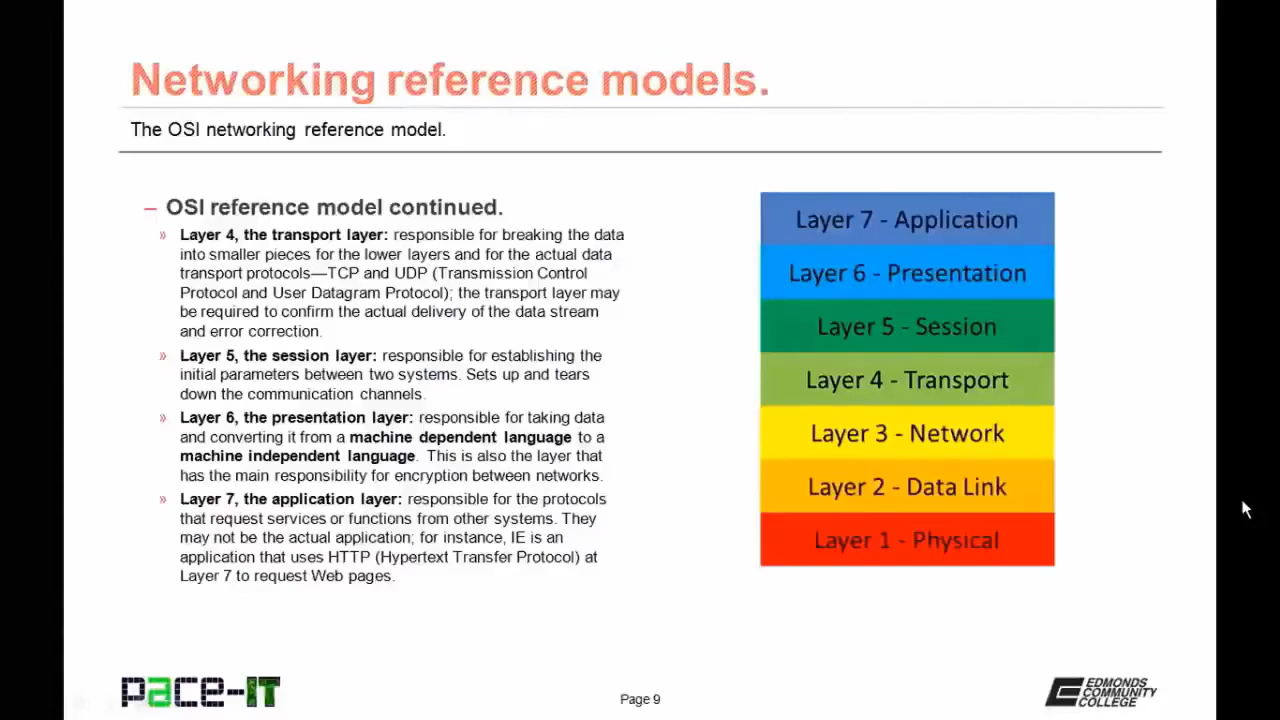 Networking reference models.
The OSI networking reference model.
– OSI reference model continued.
» Layer 4, the transport layer: responsible for breaking the data
into smaller pieces for the lower layers and for the actual data
transport protocols—TCP and UDP (Transmission Control
Protocol and User Datagram Protocol); the transport layer may
be required to confirm the actual delivery of the data stream
and error correction.
» Layer 5, the session layer: responsible for establishing the
initial parameters between two systems. Sets up and tears
down the communication channels.
» Layer 6, the presentation layer: responsible for taking data
and converting it from a machine dependent language to a
machine independent language. This is also the layer that
has the main responsibility for encryption between networks.
» Layer 7, the application layer: responsible for the protocols
that request services or functions from other systems. They
may not be the actual application; for instance, IE is an
application that uses HTTP (Hypertext Transfer Protocol) at
Layer 7 to request Web pages.
Layer 7 - Application
Layer 6 - Presentation
Layer 5 - Session
Layer 4 - Transport
Layer 3 - Network
Layer 2 - Data Link
Layer 1 - Physical
pace-IT
Page 9
EDMONDS
COMMUNITY
COLLEGE